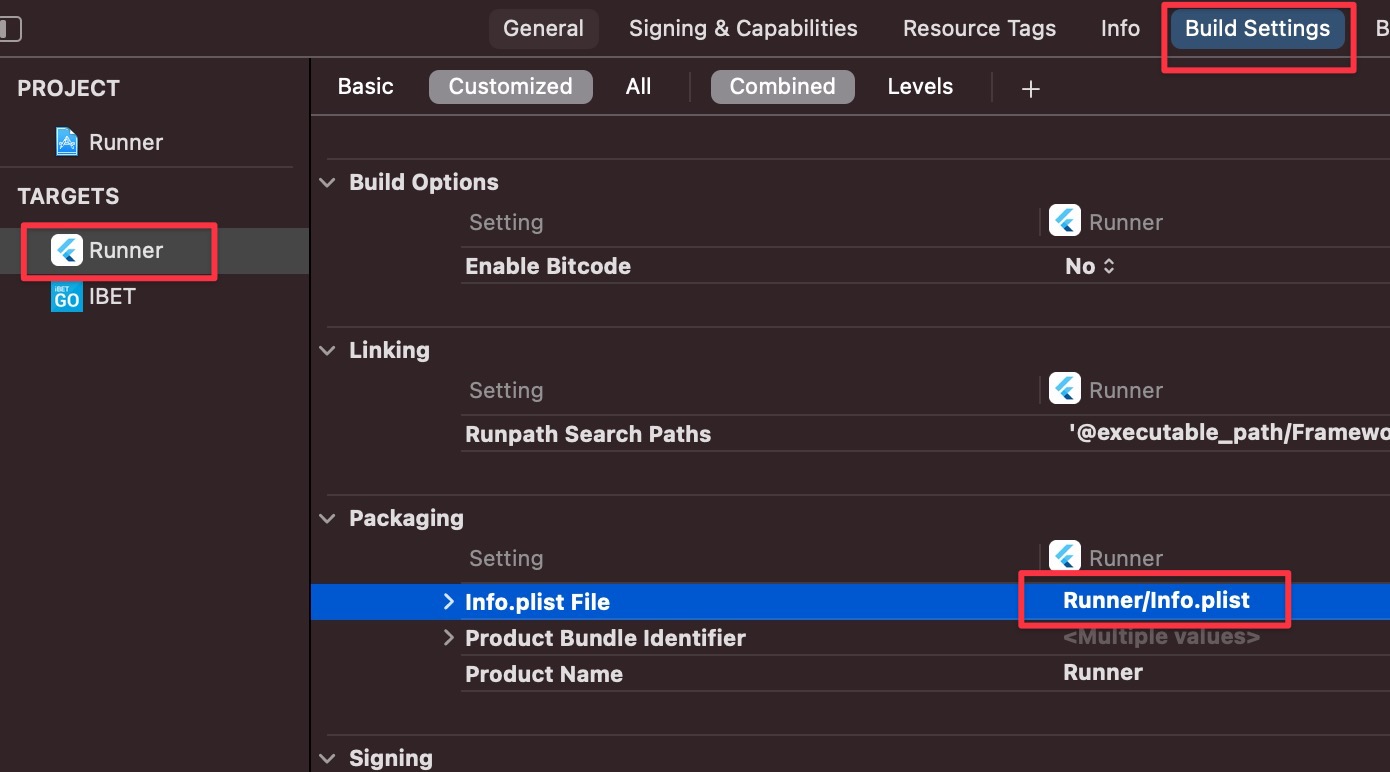 General Signing & Capabilities Resource Tags Info Build Settings B
PROJECT
Basic Customized All Combined Levels +
Runner
TARGETS
Runner
iBET GO IBET
Build Options
Setting Runner
Enable Bitcode No
Linking
Setting Runner
Runpath Search Paths '@executable_path/Framewo
Packaging
Setting Runner
Info.plist File Runner/Info.plist
Product Bundle Identifier <Multiple values>
Product Name Runner
Signing